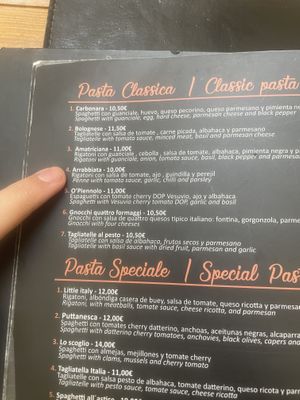 Pasta Classica | Classic pasta
1. Carbonara - 10,50€
Spaghetti con guanciale, huevo, queso pecorino, queso parmesano y pimienta
Spaghetti with guanciale, egg, hard cheese, parmesan cheese and black pepper
2. Bolognese - 11,50€
Tagliatelle con salsa de tomate, carne picada, albahaca y parmesano
Tagliatelle with tomato sauce, minced meat, basil and parmesan cheese
3. Amatriciana - 11,00€
Rigatoni con guanciale, cebolla, salsa de tomate, albahaca, pimienta negra y
Rigatoni with guanciale, onion, tomato sauce, basil, black pepper and parmesan
4. Arrabbiata - 10,00€
Rigatoni con salsa de tomate, ajo, guindilla y perejil
Penne with tomato sauce, garlic, chili and parsley
5. O'Piennolo - 11,00€
Espaguetis con tomate cherry DOP Vesuvio, ajo y albahaca
Spaghetti with Vesuvio cherry tomato DOP, garlic and basil
6. Gnocchi quattro formaggi - 10,50€
Gnocchi con salsa de cuatro quesos típico italiano: fontina, gorgonzola,
Gnocchi with four cheeses
7. Tagliatelle al pesto - 10,50€
Tagliatelle con salsa de albahaca, frutos secos y parmesano
Tagliatelle with basil sauce with dried fruit, parmesan and garlic
Pasta Speciale | Special Pas
1. Little italy - 12,00€
Rigatoni, albóndiga casera de buey, salsa de tomate, queso ricotta y
Rigatoni, with meatballs, tomato sauce, cheese ricotta, and parmesan
2. Puttanesca - 12,00€
Spaghetti con tomates cherry datterino, anchoas, aceitunas negras,
Spaghetti with datterino cherry tomatoes, anchovies, black olives, capers and
3. Lo scoglio - 14,00€
Spaghetti con almejas, mejillones y tomate cherry
Spaghetti with clams, mussels and cherry tomato
4. Tagliatella Italia - 11,00€
Tagliatelle con salsa pesto de albahaca, tomate datterino, queso ricotta y
Tagliatelle with pesto sauce, tomate sauce, cheese ricotta, and
5. Spaghetti